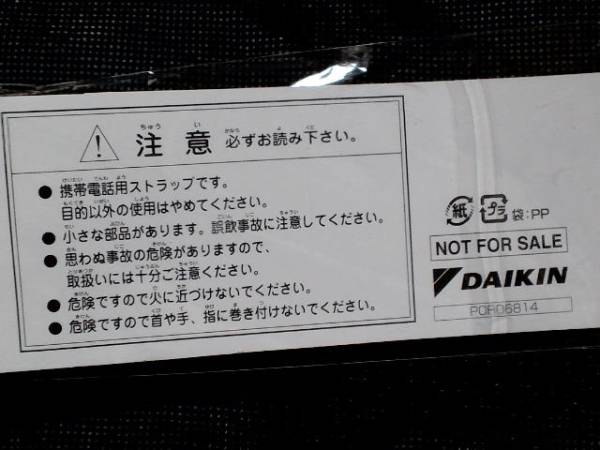 注意 必ずお読み下さい。
● 携帯電話用ストラップです。
目的以外の使用はやめてください。
● 小さな部品があります。誤飲事故に注意してください。
● 思わぬ事故の危険がありますので、
取扱いには十分ご注意ください。
● 危険ですので火に近づけないでください。
● 危険ですので首や手、指に巻き付けないでください。
紙 プラ 袋:PP
NOT FOR SALE
DAIKIN